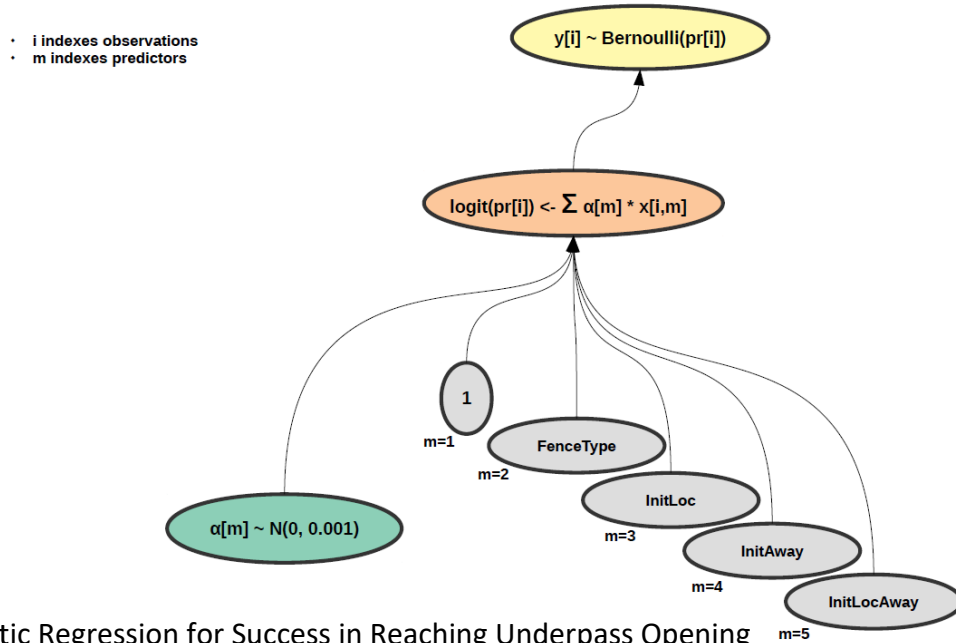 · i indexes observations
· m indexes predictors
y[i] ~ Bernoulli(pr[i])
logit(pr[i]) <- Σ α[m] * x[i,m]
1
m=1
FenceType
m=2
InitLoc
m=3
α[m] ~ N(0, 0.001)
InitAway
m=4
InitLocAway
m=5
tic Regression for Success in Reaching Underpass Opening